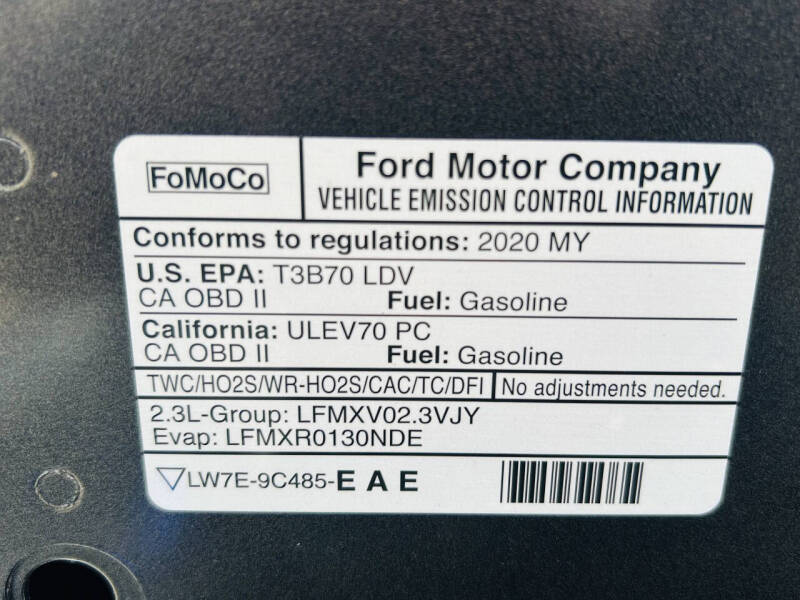 FoMoCo
Ford Motor Company
VEHICLE EMISSION CONTROL INFORMATION
Conforms to regulations: 2020 MY
U.S. EPA: T3B70 LDV
CA OBD II Fuel: Gasoline
California: ULEV70 PC
CA OBD II Fuel: Gasoline
TWC/HO2S/WR-HO2S/CAC/TC/DFI No adjustments needed.
2.3L-Group: LFMXV02.3VJY
Evap: LFMXR0130NDE
LW7E-9C485-E A E